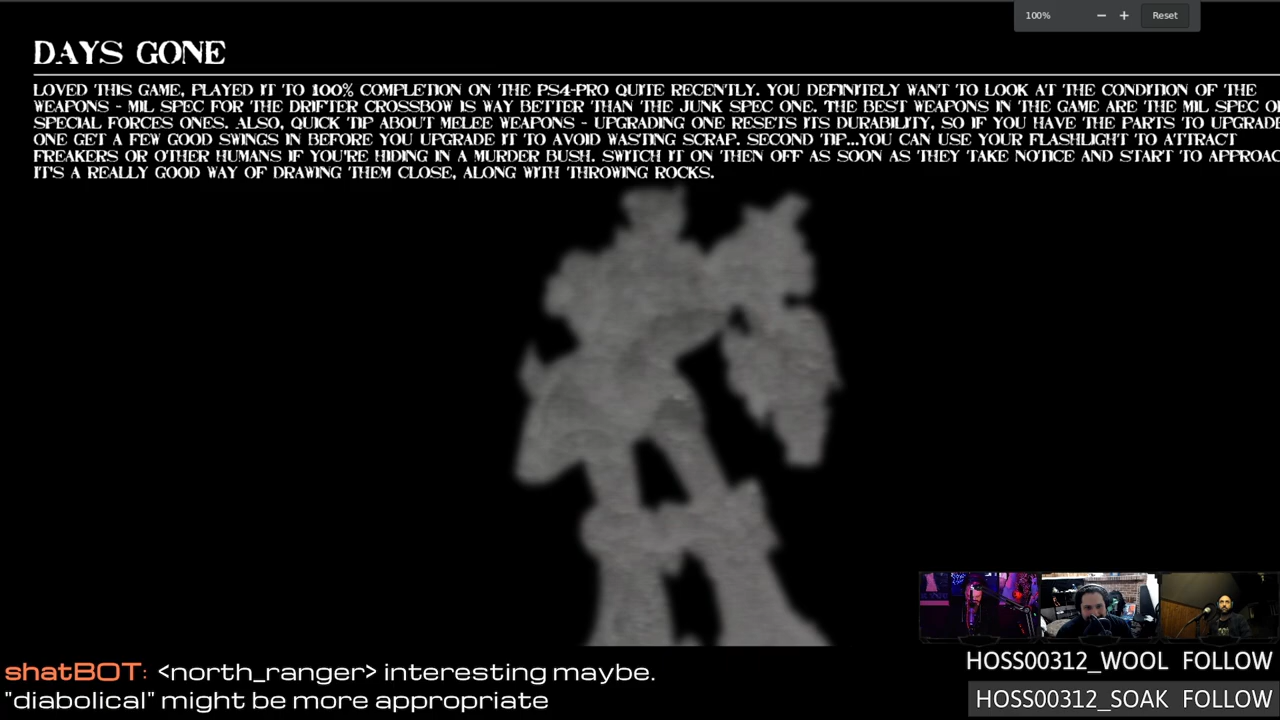 100%
Reset
DAYS GONE
LOVED THIS GAME, PLAYED IT TO 100% COMPLETION ON THE PS4-PRO QUITE RECENTLY. YOU DEFINITELY WANT TO LOOK AT THE CONDITION OF THE
WEAPONS - MIL SPEC FOR THE DRIFTER CROSSBOW IS WAY BETTER THAN THE JUNK SPEC ONE. THE BEST WEAPONS IN THE GAME ARE THE MIL SPEC O
SPECIAL FORCES ONES. ALSO, QUICK TIP ABOUT MELEE WEAPONS - UPGRADING ONE RESETS ITS DURABILITY, SO IF YOU HAVE THE PARTS TO UPGRADE
ONE GET A FEW GOOD SWINGS IN BEFORE YOU UPGRADE IT TO AVOID WASTING SCRAP. SECOND TIP...YOU CAN USE YOUR FLASHLIGHT TO ATTRACT
FREAKERS OR OTHER HUMANS IF YOU'RE HIDING IN A MURDER BUSH. SWITCH IT ON THEN OFF AS SOON AS THEY TAKE NOTICE AND START TO APPROAC
IT'S A REALLY GOOD WAY OF DRAWING THEM CLOSE, ALONG WITH THROWING ROCKS.
HOSS00312_WOOL FOLLOW
HOSS00312_SOAK FOLLOW
shatBOT: <north_ranger> interesting maybe.
"diabolical" might be more appropriate